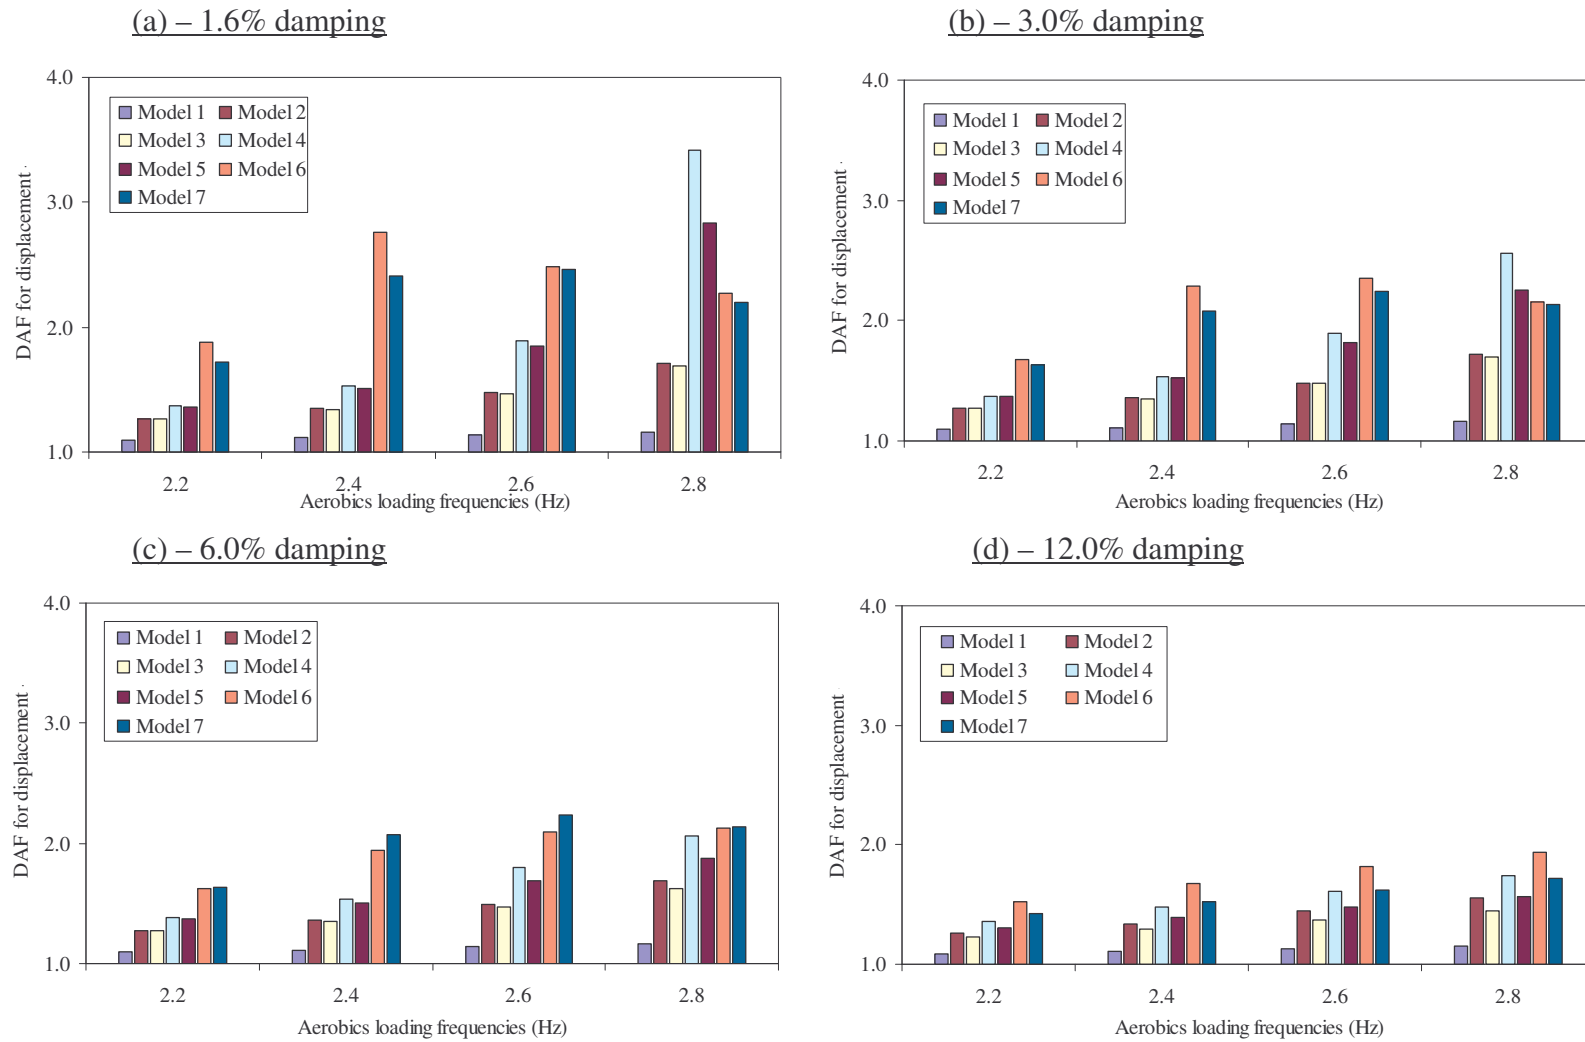 (a) – 1.6% damping
4.0
3.0
2.0
1.0
DAF for displacement .
Model 1 Model 2
Model 3 Model 4
Model 5 Model 6
Model 7
2.2 2.4 2.6 2.8
Aerobics loading frequencies (Hz)
(b) – 3.0% damping
4.0
3.0
2.0
1.0
DAF for displacement .
Model 1 Model 2
Model 3 Model 4
Model 5 Model 6
Model 7
2.2 2.4 2.6 2.8
Aerobics loading frequencies (Hz)
(c) – 6.0% damping
4.0
3.0
2.0
1.0
DAF for displacement .
Model 1 Model 2
Model 3 Model 4
Model 5 Model 6
Model 7
2.2 2.4 2.6 2.8
Aerobics loading frequencies (Hz)
(d) – 12.0% damping
4.0
3.0
2.0
1.0
DAF for displacement
Model 1 Model 2
Model 3 Model 4
Model 5 Model 6
Model 7
2.2 2.4 2.6 2.8
Aerobics loading frequencies (Hz)